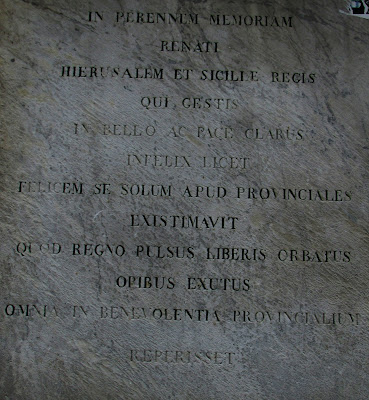 IN PERENNEM MEMORIAM
RENATI
HIERUSALEM ET SICILIÆ REGIS
QUI GESTIS
IN BELLO AC PACE CLARUS
INFELIX LICET
FELICEM SE SOLUM APUD PROVINCIALES
EXISTIMAVIT
QUOD REGNO PULSUS LIBERIS ORBATUS
OPIBUS EXUTUS
OMNIA IN BENEVOLENTIA PROVINCIALIUM
REPERISSET